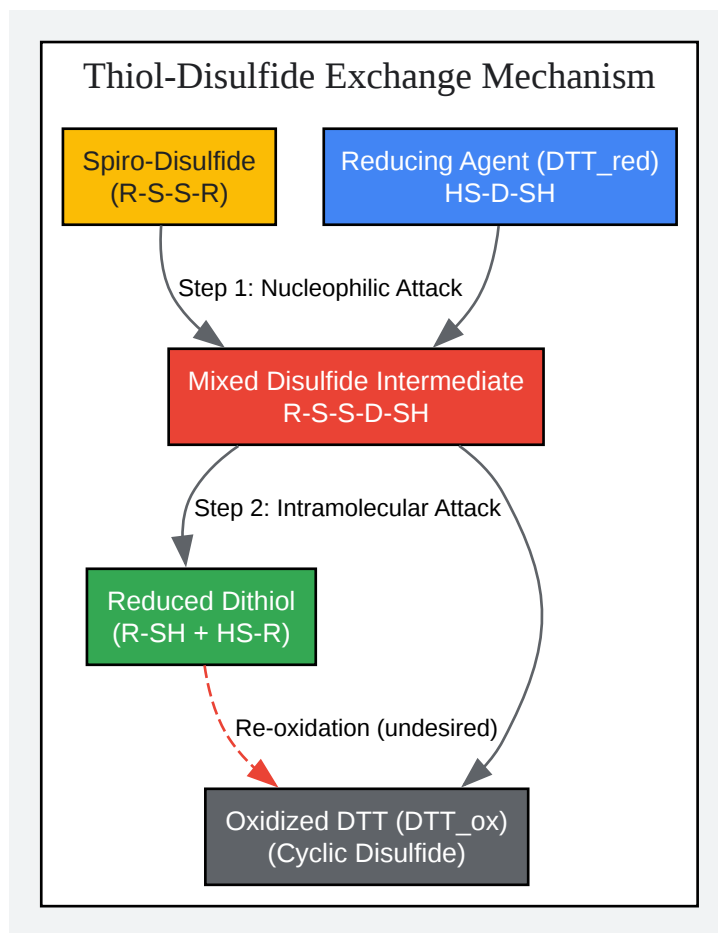 Thiol-Disulfide Exchange Mechanism
Spiro-Disulfide
(R-S-S-R)
Reducing Agent (DTT_red)
HS-D-SH
Step 1: Nucleophilic Attack
Mixed Disulfide Intermediate
R-S-S-D-SH
Step 2: Intramolecular Attack
Reduced Dithiol
(R-SH + HS-R)
Re-oxidation (undesired)
Oxidized DTT (DTT_ox)
(Cyclic Disulfide)